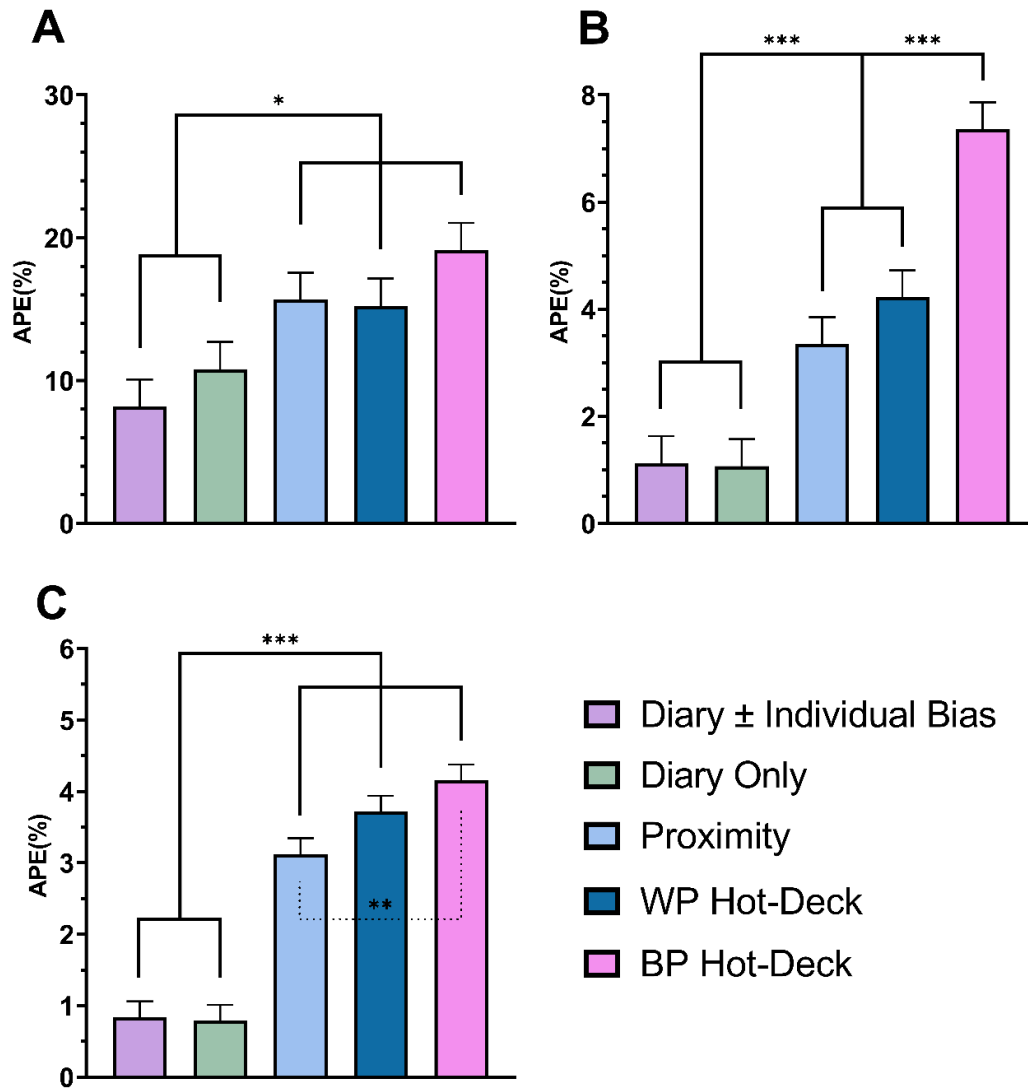 A
*
30
20
10
0
APE(%)
B
***
***
8
6
4
2
0
APE(%)
C
***
**
6
5
4
3
2
1
0
APE(%)
Diary ± Individual Bias
Diary Only
Proximity
WP Hot-Deck
BP Hot-Deck